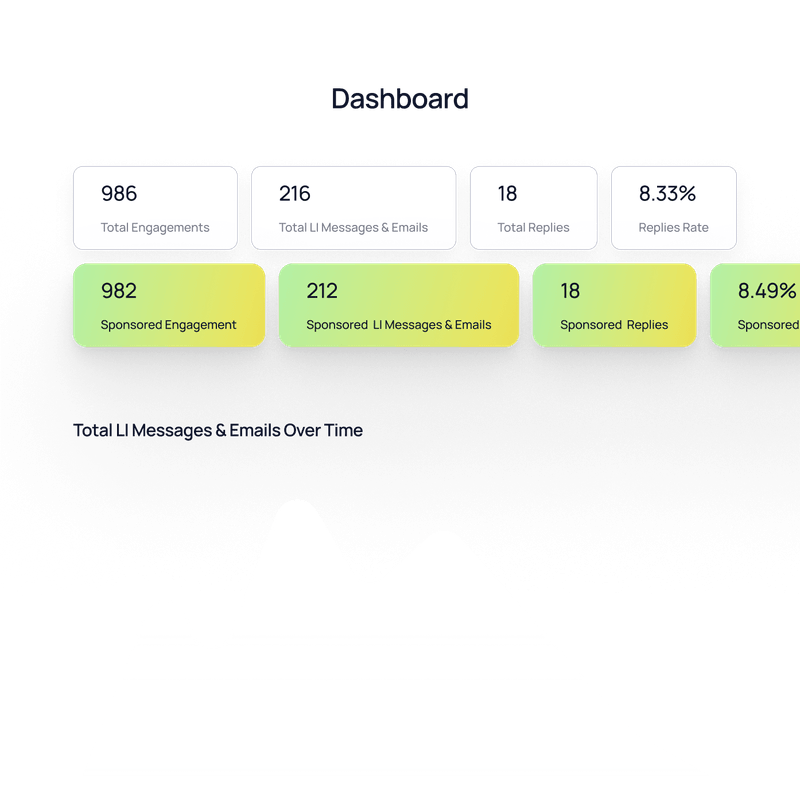 Dashboard
986
Total Engagements
216
Total LI Messages & Emails
18
Total Replies
8.33%
Replies Rate
982
Sponsored Engagement
212
Sponsored LI Messages & Emails
18
Sponsored Replies
8.49%
Sponsored
Total LI Messages & Emails Over Time